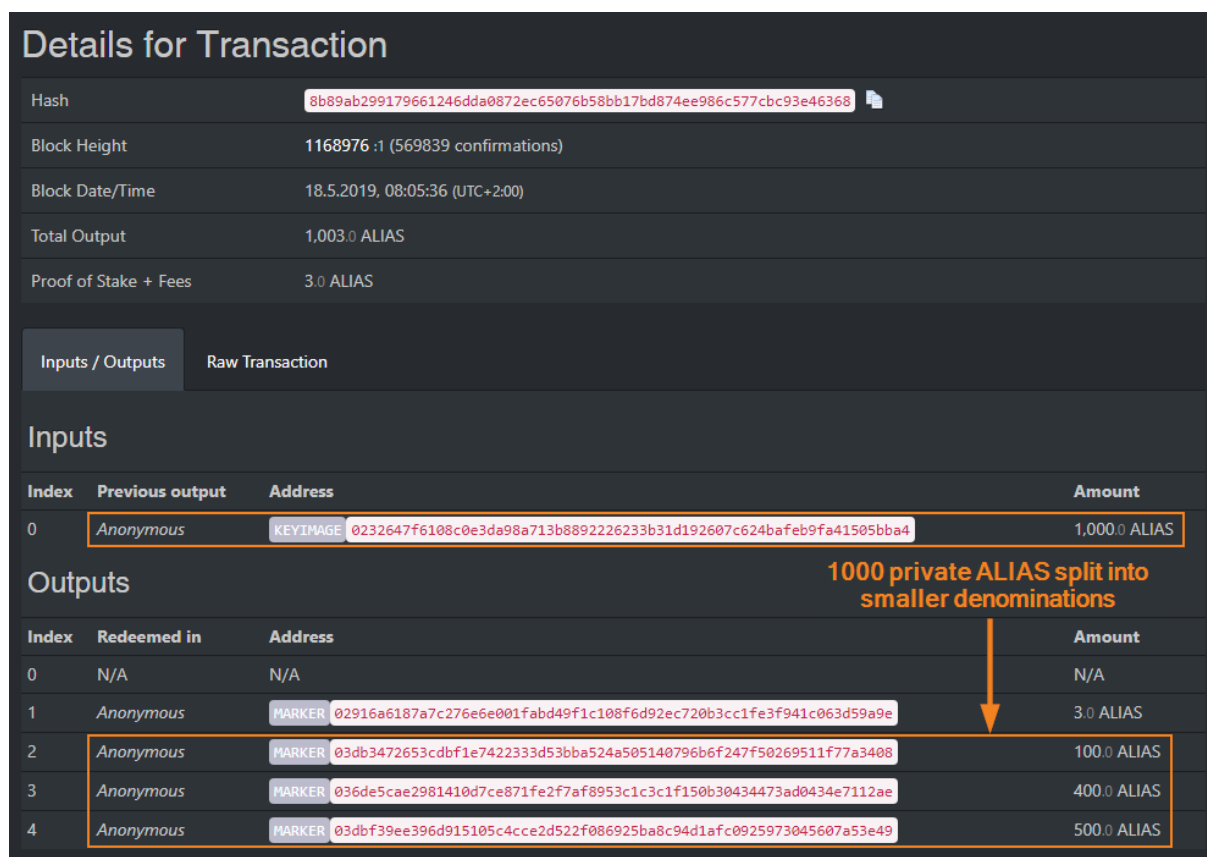 Details for Transaction
Hash 8b89ab299179661246dda0872ec65076b58bb17bd874ee986c577cbc93e46368
Block Height 1168976 :1 (569839 confirmations)
Block Date/Time 18.5.2019, 08:05:36 (UTC+2:00)
Total Output 1,003.0 ALIAS
Proof of Stake + Fees 3.0 ALIAS
Inputs / Outputs Raw Transaction
Inputs
Index Previous output Address Amount
0 Anonymous KEYIMAGE 0232647f6108c0e3da98a713b8892226233b31d192607c624bafeb9fa41505bba4 1,000.0 ALIAS
Outputs
1000 private ALIAS split into
smaller denominations
Index Redeemed in Address Amount
0 N/A N/A N/A
1 Anonymous MARKER 02916a6187a7c276e6e001fabd49f1c108f6d92ec720b3cc1fe3f941c063d59a9e 3.0 ALIAS
2 Anonymous MARKER 03db3472653cdbf1e7422333d53bba524a505140796b6f247f50269511f77a3408 100.0 ALIAS
3 Anonymous MARKER 036de5cae2981410d7ce871fe2f7af8953c1c3c1f150b30434473ad0434e7112ae 400.0 ALIAS
4 Anonymous MARKER 03dbf39ee396d915105c4cce2d522f086925ba8c94d1afc0925973045607a53e49 500.0 ALIAS